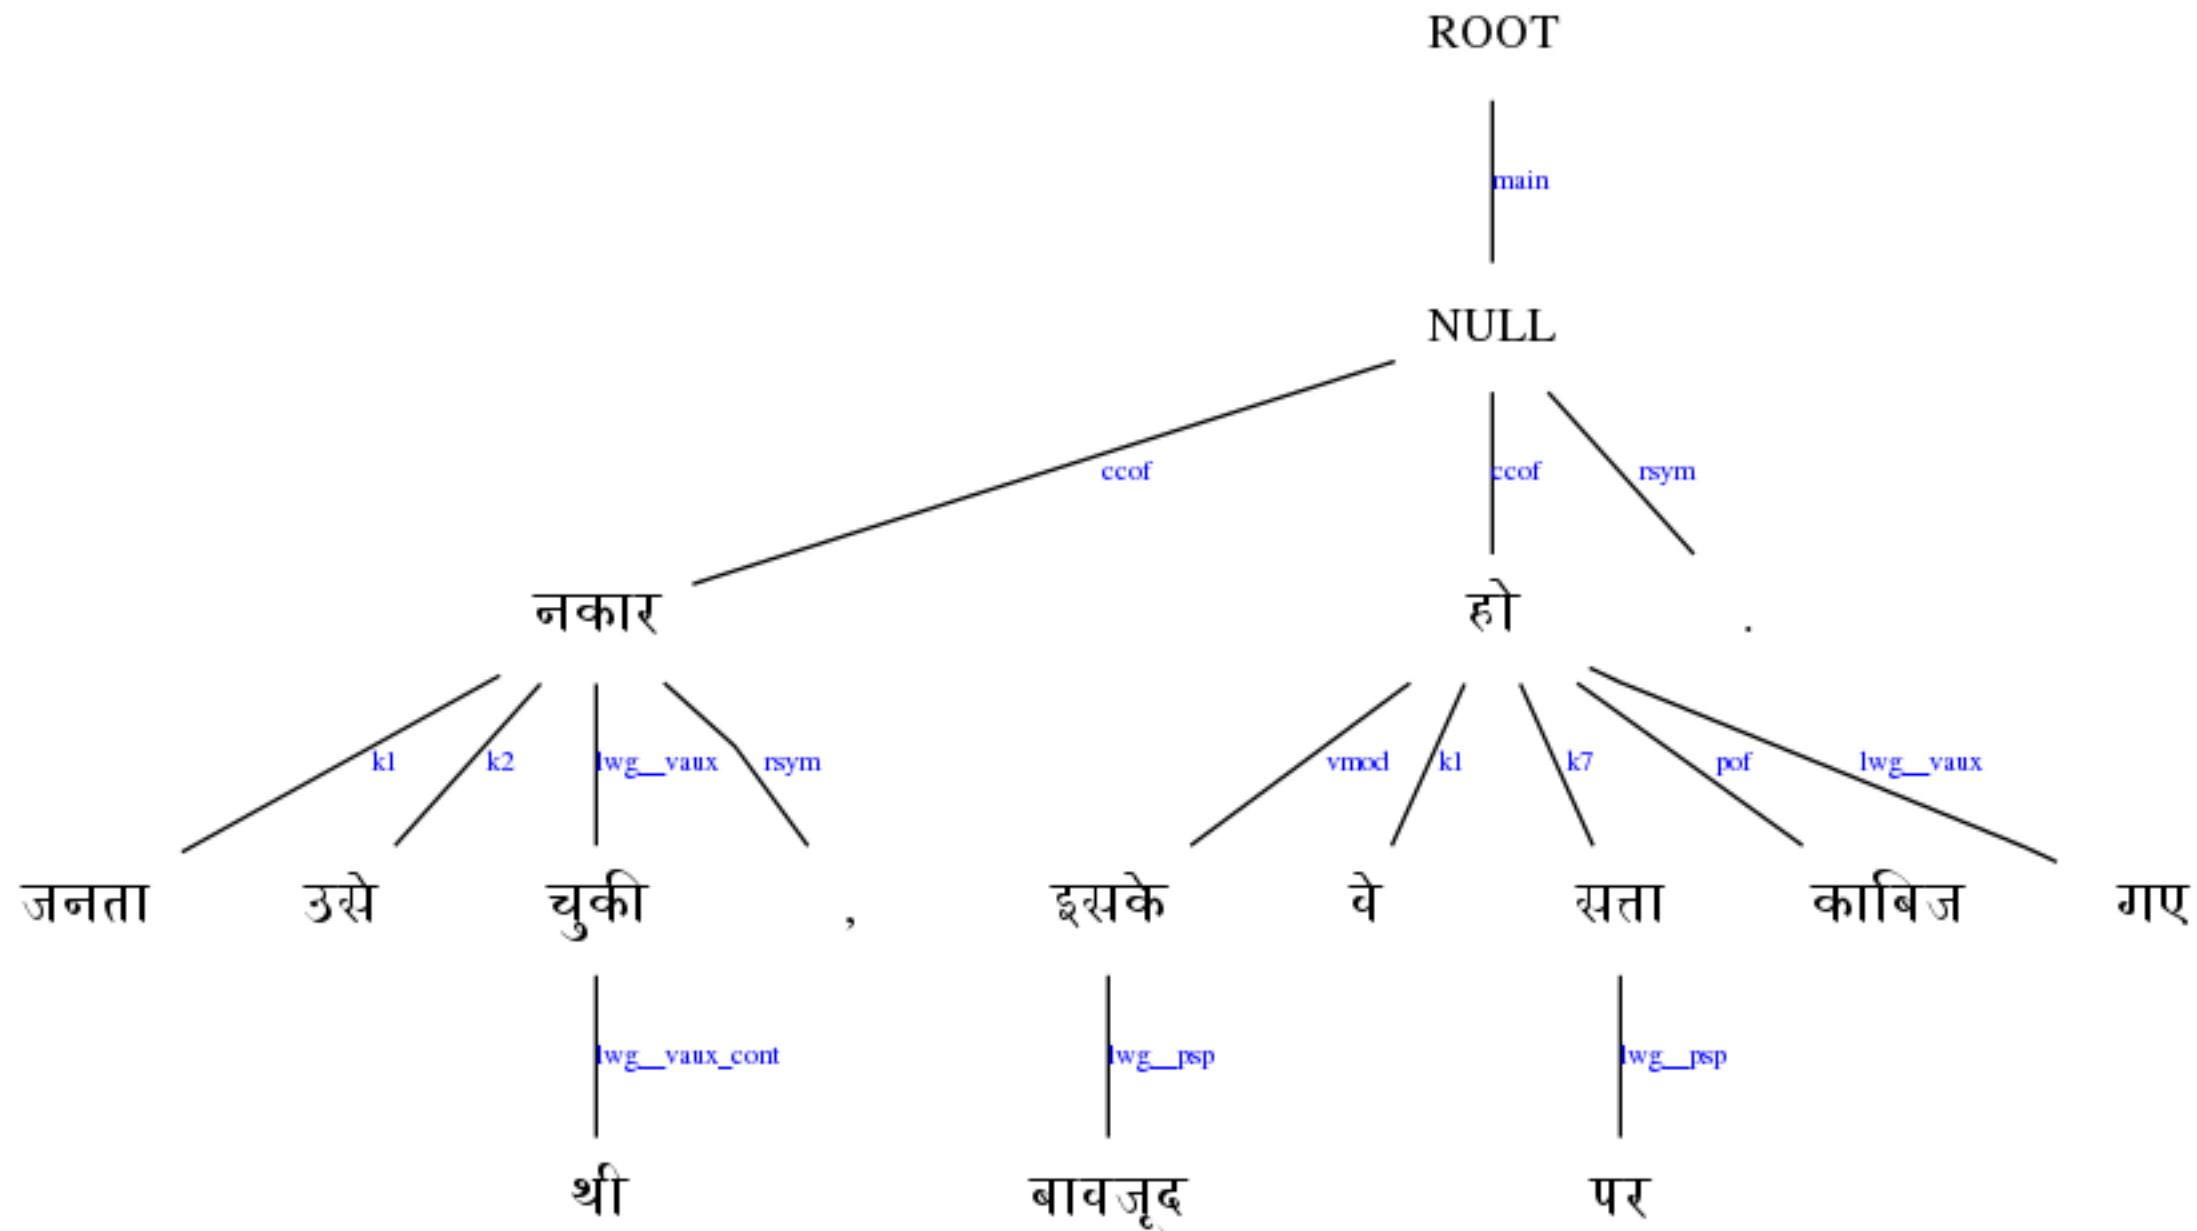 ROOT
main
NULL
ccof ccof rsym
नकार हो .
k1 k2 lwg__vaux rsym vmod k1 k7 pof lwg__vaux
जनता उसे चुकी , इसके वे सत्ता काबिज गए
lwg__vaux_cont lwg__psp lwg__psp
थी बावजूद पर